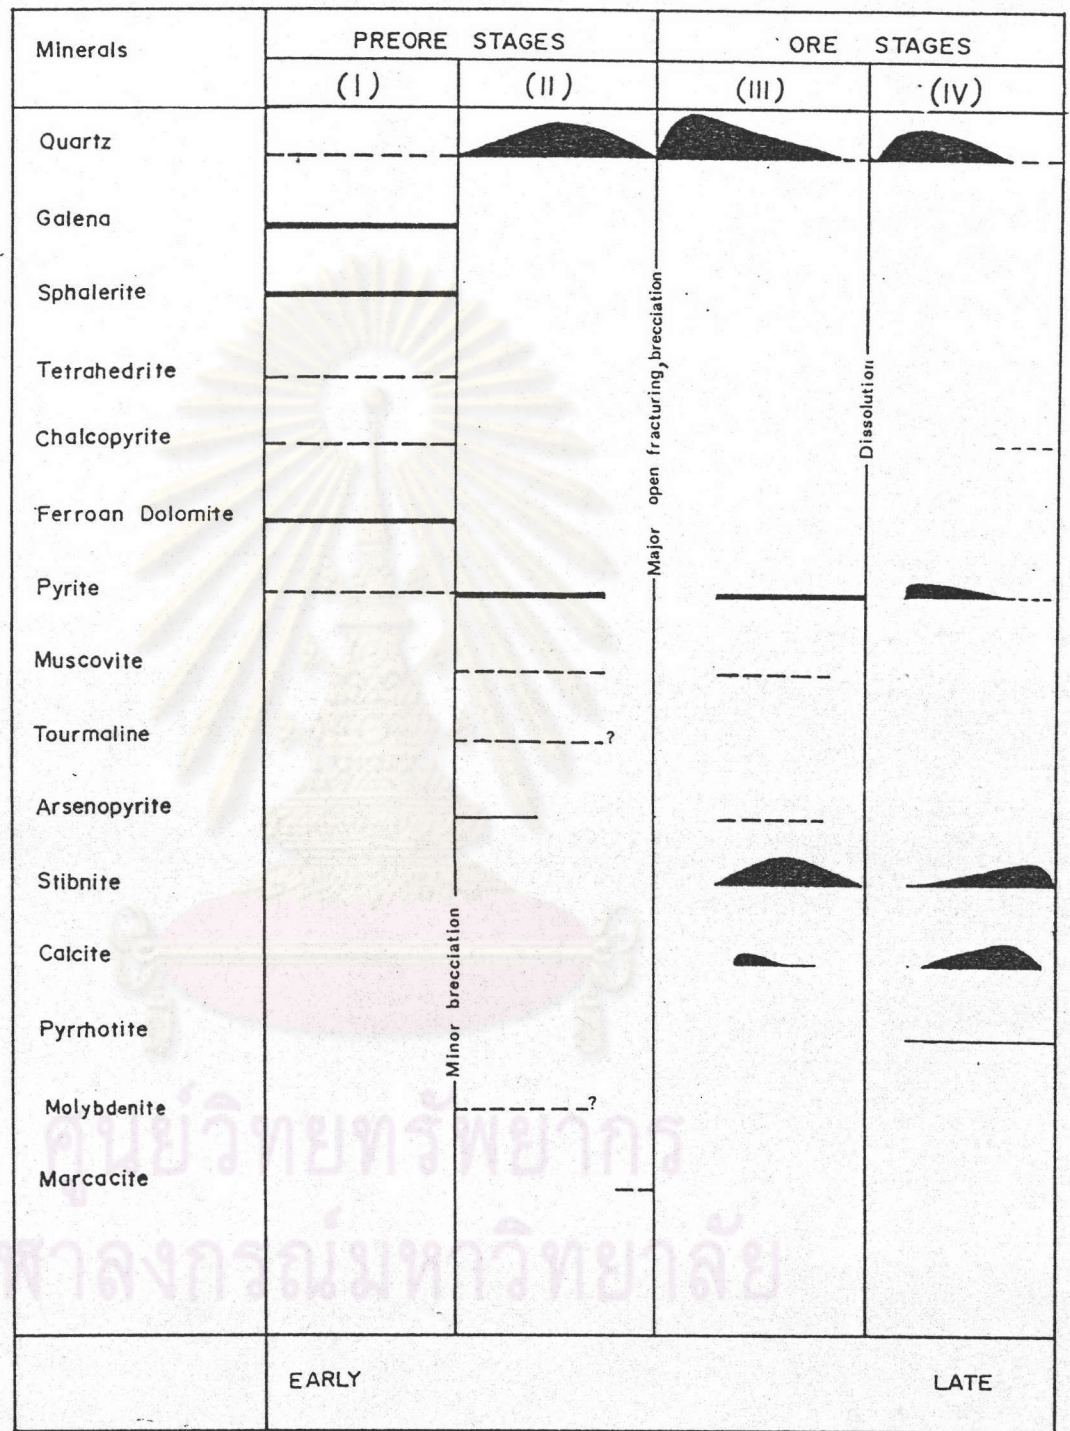 Minerals
PREORE STAGES
ORE STAGES
(I)
(II)
(III)
(IV)
Quartz
Galena
Sphalerite
Tetrahedrite
Chalcopyrite
Ferroan Dolomite
Pyrite
Muscovite
Tourmaline
?
Arsenopyrite
Stibnite
Calcite
Pyrrhotite
Molybdenite
?
Marcacite
Minor brecciation
Major open fracturing, brecciation
Dissolution
EARLY
LATE
ศูนย์วิทยทรัพยากร
ฬาลงกรณ์มหาวิทยาลัย